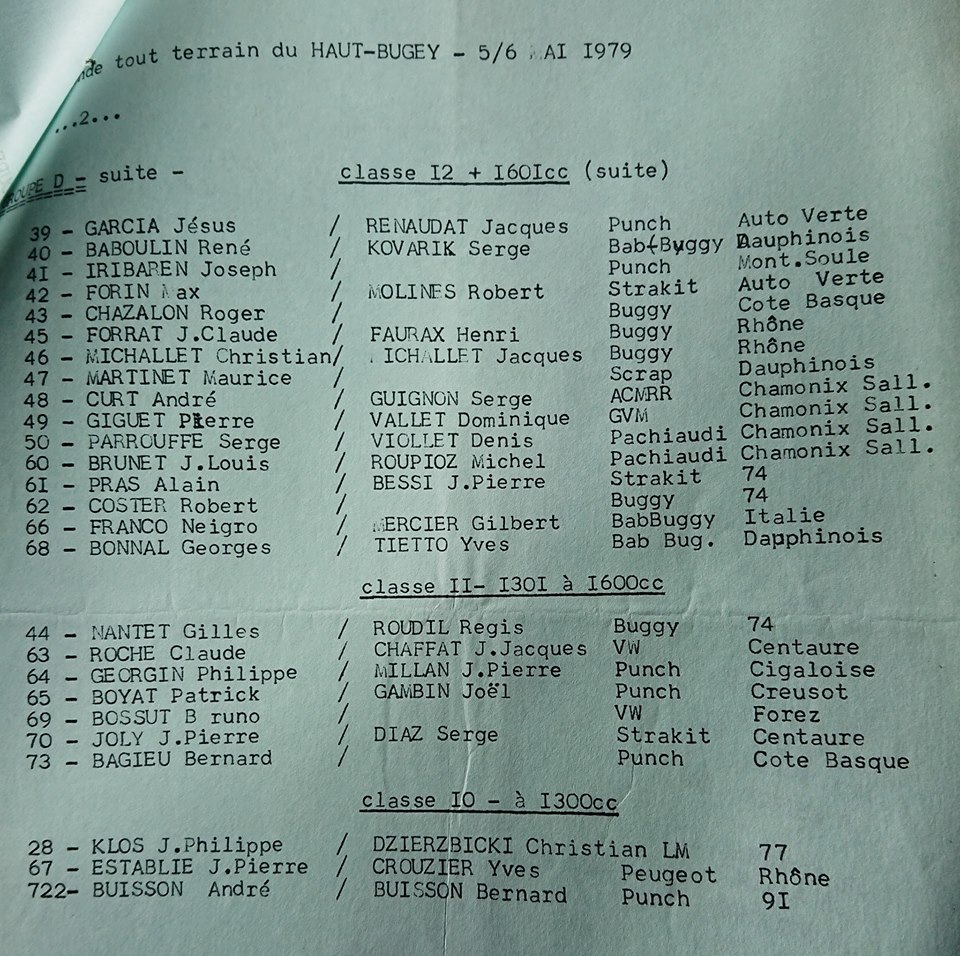 tout terrain du HAUT-BUGEY - 5/6 MAI I979
...2...
GROUPE D - suite - classe I2 + I60Icc (suite)
39 - GARCIA Jésus / RENAUDAT Jacques Punch Auto Verte
40 - BABOULIN René / KOVARIK Serge Bab-Buggy Dauphinois
4I - IRIBAREN Joseph / Punch Mont.Soule
42 - FORIN Max / MOLINES Robert Strakit Auto Verte
43 - CHAZALON Roger / Buggy Cote Basque
45 - FORRAT J.Claude / FAURAX Henri Buggy Rhône
46 - MICHALLET Christian/ MICHALLET Jacques Buggy Rhône
47 - MARTINET Maurice / Scrap Dauphinois
48 - CURT André / GUIGNON Serge ACMRR Chamonix Sall.
49 - GIGUET Pierre / VALLET Dominique GVM Chamonix Sall.
50 - PARROUFFE Serge / VIOLLET Denis Pachiaudi Chamonix Sall.
60 - BRUNET J.Louis / ROUPIOZ Michel Pachiaudi Chamonix Sall.
6I - PRAS Alain / BESSI J.Pierre Strakit 74
62 - COSTER Robert / Buggy 74
66 - FRANCO Neigro / MERCIER Gilbert BabBuggy Italie
68 - BONNAL Georges / TIETTO Yves Bab Bug. Dapphinois
classe II- I30I à I600cc
44 - NANTET Gilles / ROUDIL Regis Buggy 74
63 - ROCHE Claude / CHAFFAT J.Jacques VW Centaure
64 - GEORGIN Philippe / MILLAN J.Pierre Punch Cigaloise
65 - BOYAT Patrick / GAMBIN Joël Punch Creusot
69 - BOSSUT B runo / VW Forez
70 - JOLY J.Pierre / DIAZ Serge Strakit Centaure
73 - BAGIEU Bernard / Punch Cote Basque
classe IO - à I300cc
28 - KLOS J.Philippe / DZIERZBICKI Christian LM 77
67 - ESTABLIE J.Pierre / CROUZIER Yves Peugeot Rhône
722- BUISSON André / BUISSON Bernard Punch 9I